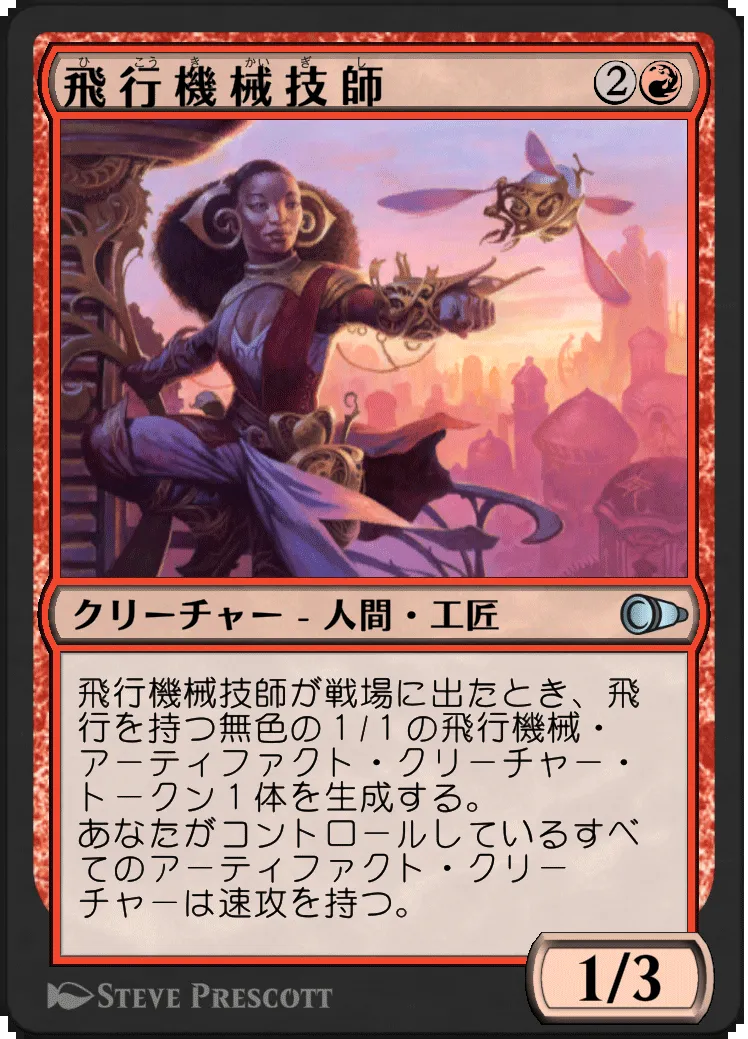 ひこうきかいぎし
飛行機械技師 2
クリーチャー - 人間・工匠
飛行機械技師が戦場に出たとき、飛
行を持つ無色の1/1の飛行機械・
アーティファクト・クリーチャー・
トークン1体を生成する。
あなたがコントロールしているすべ
てのアーティファクト・クリー
チャーは速攻を持つ。
1/3
STEVE PRESCOTT